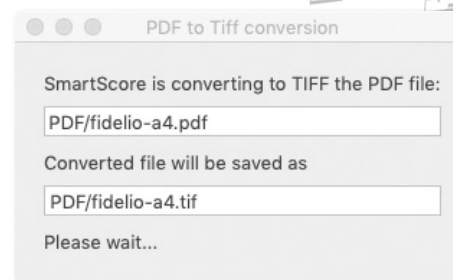 PDF to Tiff conversion
SmartScore is converting to TIFF the PDF file:
PDF/fidelio-a4.pdf
Converted file will be saved as
PDF/fidelio-a4.tif
Please wait...